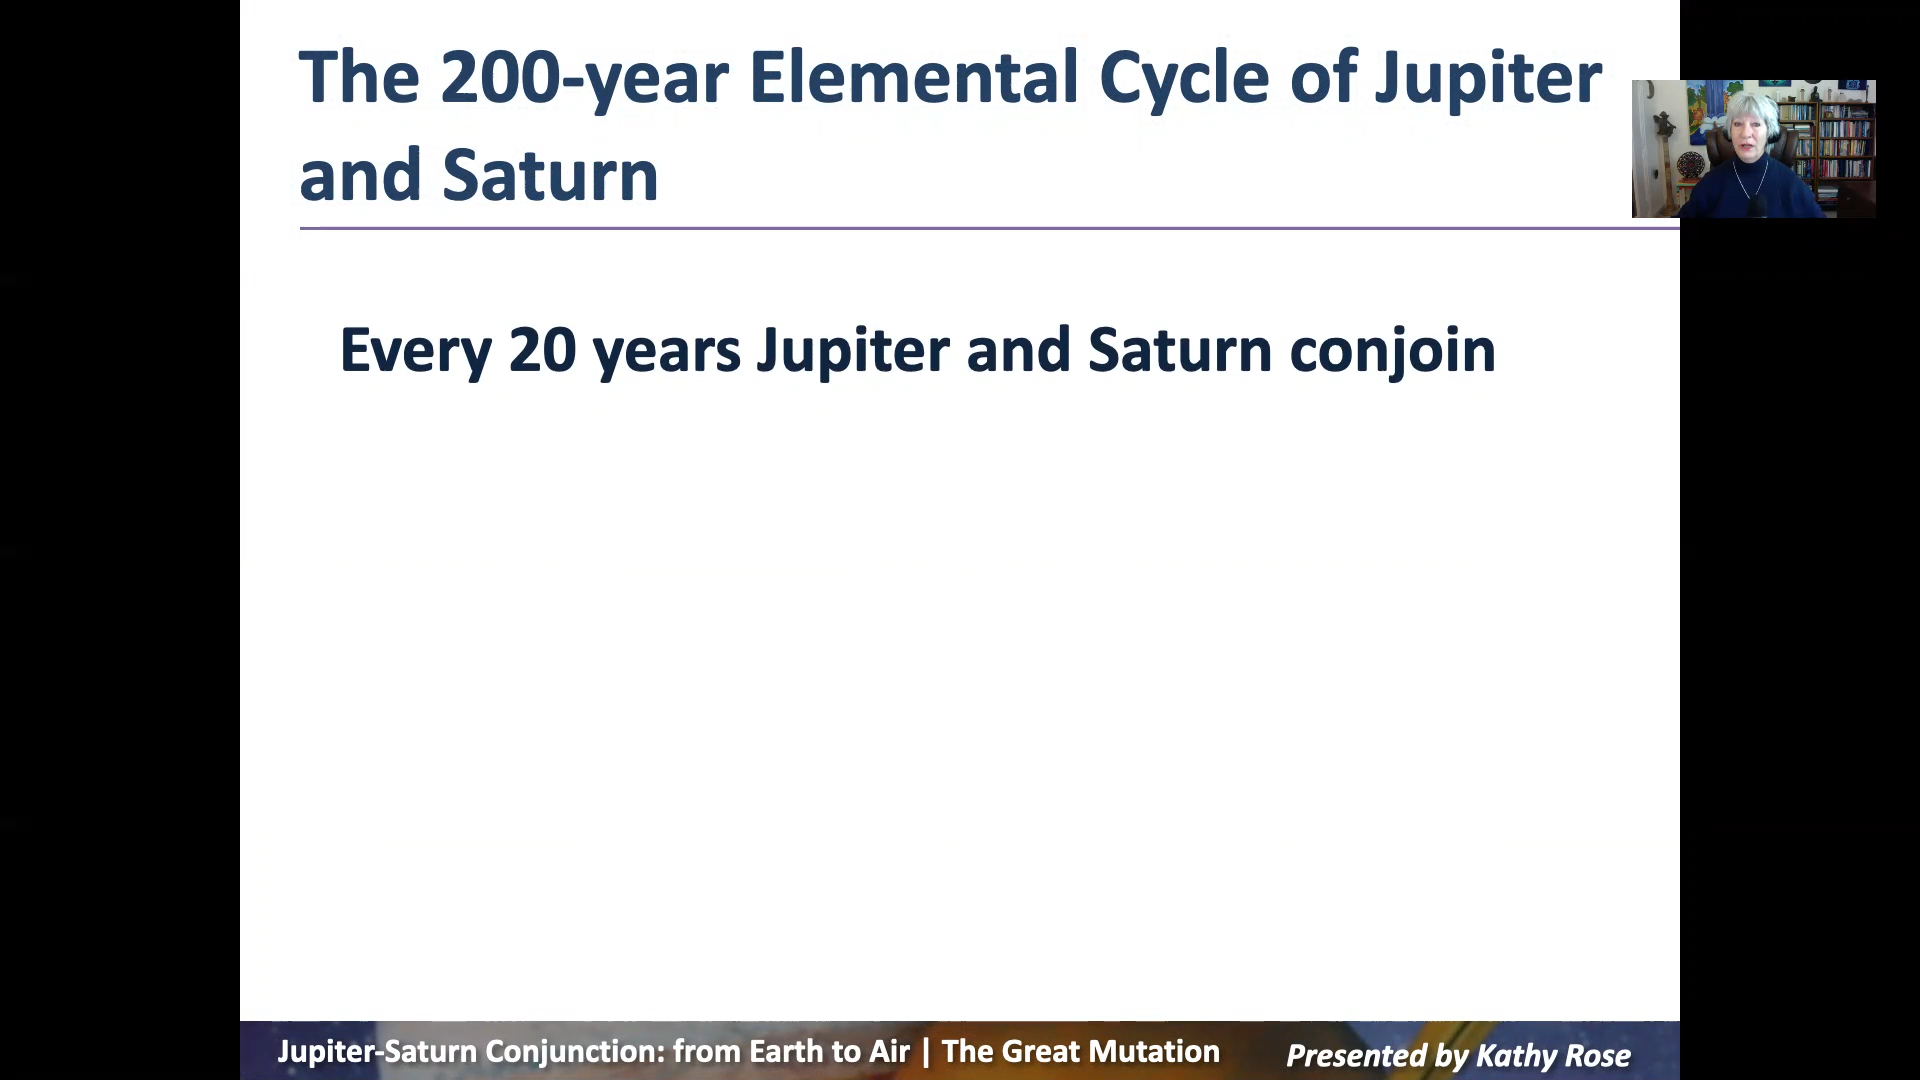 The 200-year Elemental Cycle of Jupiter
and Saturn
Every 20 years Jupiter and Saturn conjoin
Jupiter-Saturn Conjunction: from Earth to Air | The Great Mutation
Presented by Kathy Rose